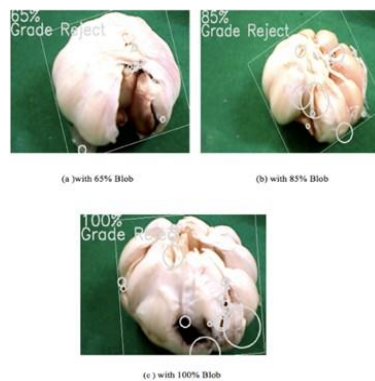 65%
Grade Reject
85%
Grade Reject
(a )with 65% Blob
(b) with 85% Blob
100%
Grade Reject
(c) with 100% Blob